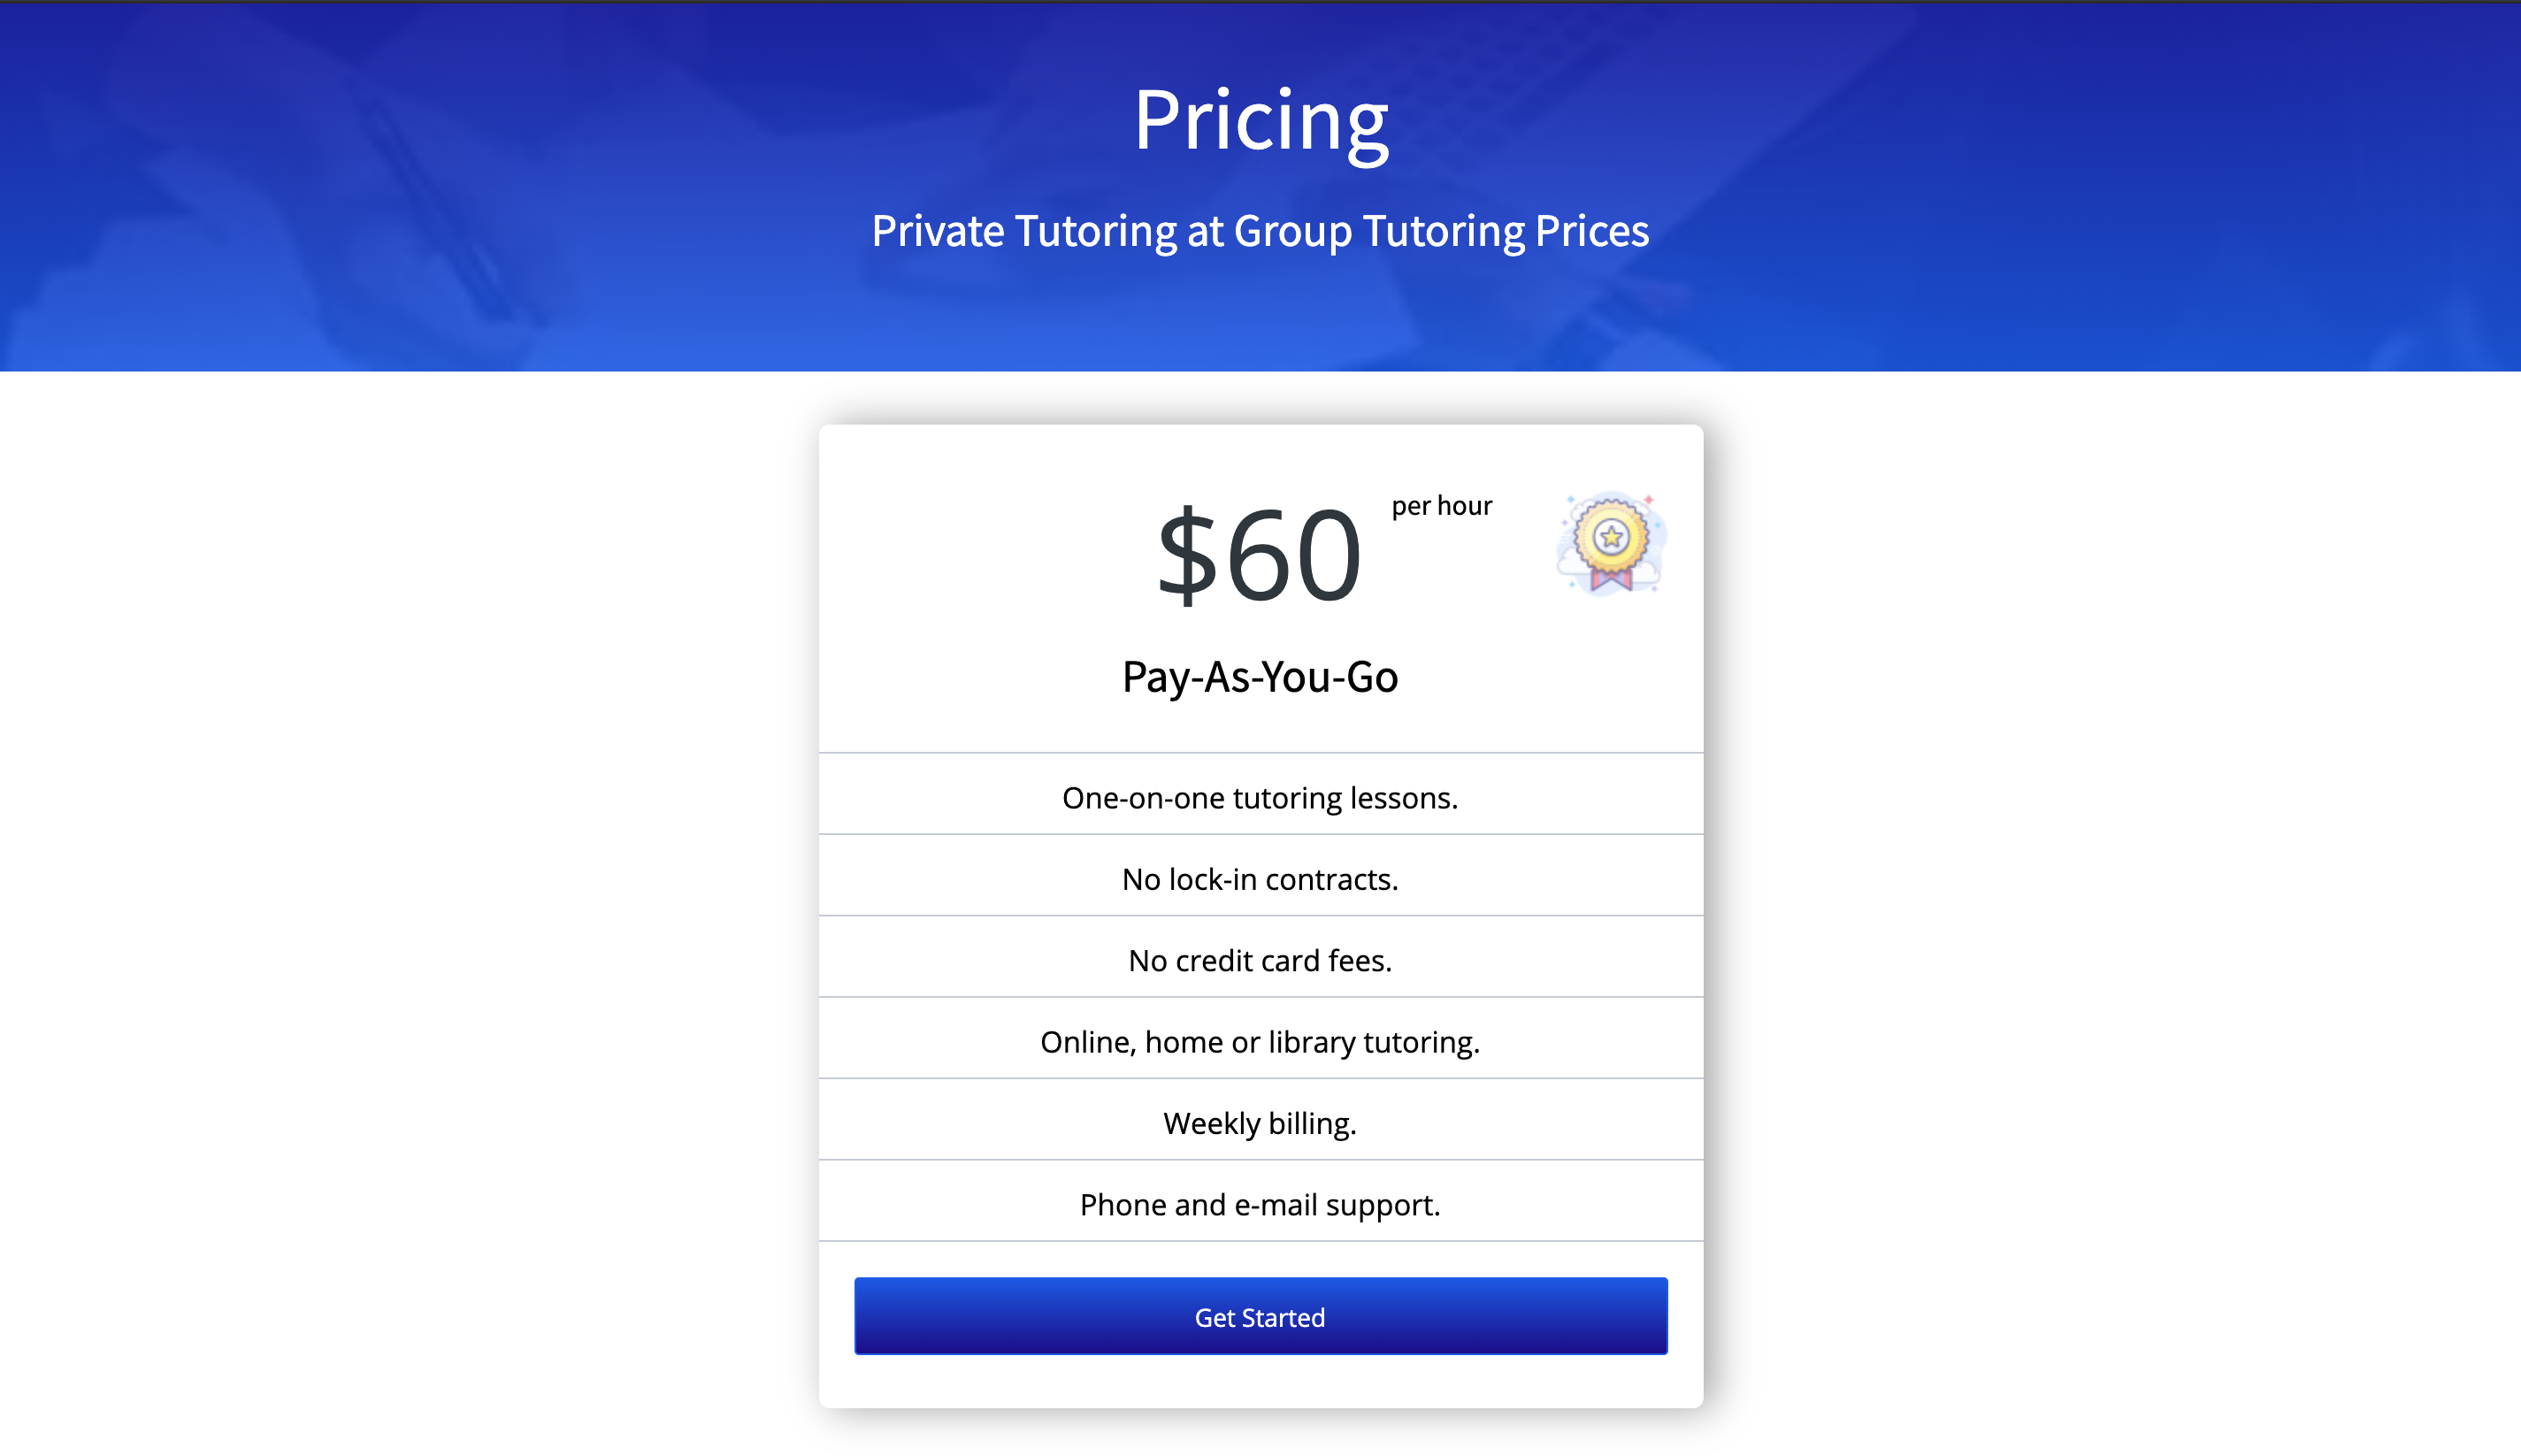 Pricing
Private Tutoring at Group Tutoring Prices
$60 per hour
Pay-As-You-Go
One-on-one tutoring lessons.
No lock-in contracts.
No credit card fees.
Online, home or library tutoring.
Weekly billing.
Phone and e-mail support.
Get Started